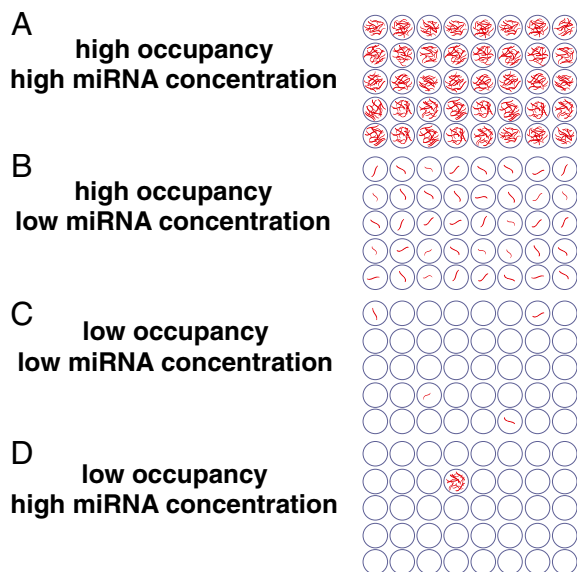 A
high occupancy
high miRNA concentration
B
high occupancy
low miRNA concentration
C
low occupancy
low miRNA concentration
D
low occupancy
high miRNA concentration